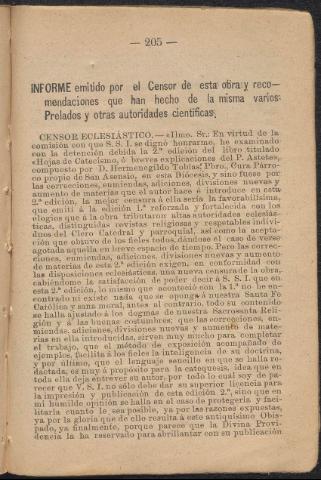 — 205 —
INFORME emitido por el Censor de esta obra y reco-
mendaciones que han hecho de la misma varios
Prelados y otras autoridades científicas.
CENSOR ECLESIÁSTICO.— «Ilmo. Sr.: En virtud de la
comisión con que S. S. I. se dignó honrarme, he examinado
con la detención debida la 2.ª edición del libro titulado
«Hojas de Catecismo, ó breves explicaciones del P. Astete»,
compuesto por D. Hermenegildo Tobías, Pbro., Cura Párro-
co propio de San Asensio, en esta Diócesis, y sino fuese por
las correcciones, enmiendas, adiciones, divisiones nuevas y
aumento de materias que el autor hace é introduce en esta
2.ª edición, la mejor censura á ella sería la favorabilísima,
que emití á la edición 1.ª reforzada y fortalecida con los
elogios que á la obra tributaron altas autoridades eclesiás-
ticas, distinguidas revistas religiosas y respetables indivi-
duos del Clero Catedral y parroquial, así como la acepta-
ción que obtuvo de los fieles todos, dándose el caso de verse
agotada aquella en breve espacio de tiempo. Pero las correc-
ciones, enmiendas, adiciones, divisiones nuevas y aumento
de materias de esta 2.ª edición exigen, en conformidad con
las disposiciones eclesiásticas, una nueva censura de la obra,
cabiéndome la satisfacción de poder decir á S. S. I. que en
esta 2.ª edición, lo mismo que aconteció con la 1.ª no he en-
contrado ni existe nada que se oponga á nuestra Santa Fé
Católica y sana moral, antes al contrario, todo su contenido
se halla ajustado á los dogmas de nuestra Sacrosanta Reli-
gión y á las buenas costumbres; que las correcciones, en-
miendas, adiciones, divisiones nuevas y aumento de mate-
rias en ella introducidas, sirven muy mucho para completar
el trabajo, que el método de exposición acompañado de
ejemplos, facilita á los fieles la inteligencia de su doctrina,
y por último, que el lenguaje sencillo en que se halla re-
dactada, es muy á propósito para la catequesis, idea que en
toda ella deja entrever su autor, por todo lo cual soy de pa-
recer que V. S. I. no sólo debe dar su superior licencia para
la impresión y publicación de esta edición 2.ª, sino que en
mi humilde opinión se halla en el caso de protegerla y faci-
litarla cuanto le sea posible, ya por las razones expuestas,
ya por la gloria que de ello resulta á este antiquísimo Obis-
pado, ya finalmente, porque parece que la Divina Provi-
dencia la ha reservado para abrillantar con su publicación